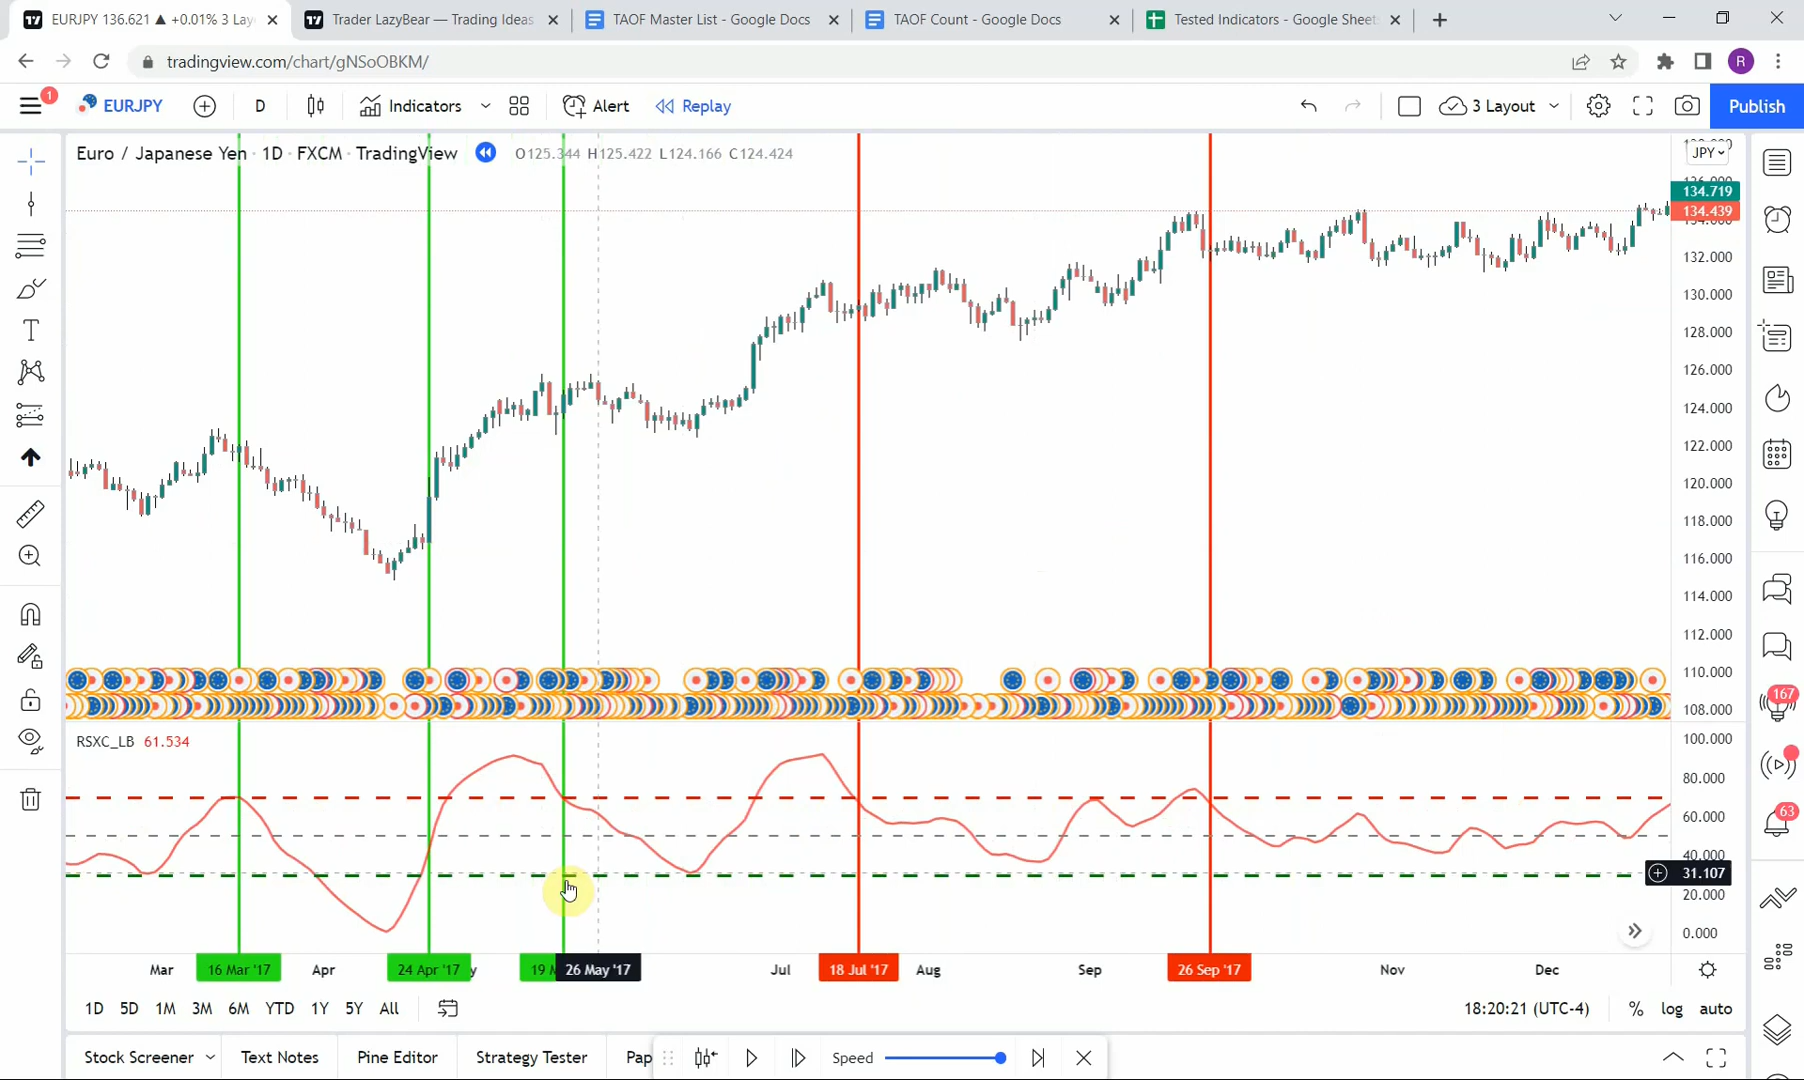 EURJPY 136.621 ▲ +0.01% 3 Lay
Trader LazyBear — Trading Ideas
TAOF Master List - Google Docs
TAOF Count - Google Docs
Tested Indicators - Google Sheet
tradingview.com/chart/gNSoOBKM/
R
1
EURJPY
D
Indicators
Alert
Replay
3 Layout
Publish
Euro / Japanese Yen · 1D · FXCM · TradingView
O125.344 H125.422 L124.166 C124.424
JPY
134.719
134.439
132.000
130.000
128.000
126.000
124.000
122.000
120.000
118.000
116.000
114.000
112.000
110.000
108.000
RSXC_LB 61.534
100.000
80.000
60.000
40.000
31.107
20.000
0.000
167
63
Mar
16 Mar '17
Apr
24 Apr '17
y
19 M
26 May '17
Jul
18 Jul '17
Aug
Sep
26 Sep '17
Nov
Dec
1D 5D 1M 3M 6M YTD 1Y 5Y All
18:20:21 (UTC-4)
% log auto
Stock Screener
Text Notes
Pine Editor
Strategy Tester
Pap
Speed